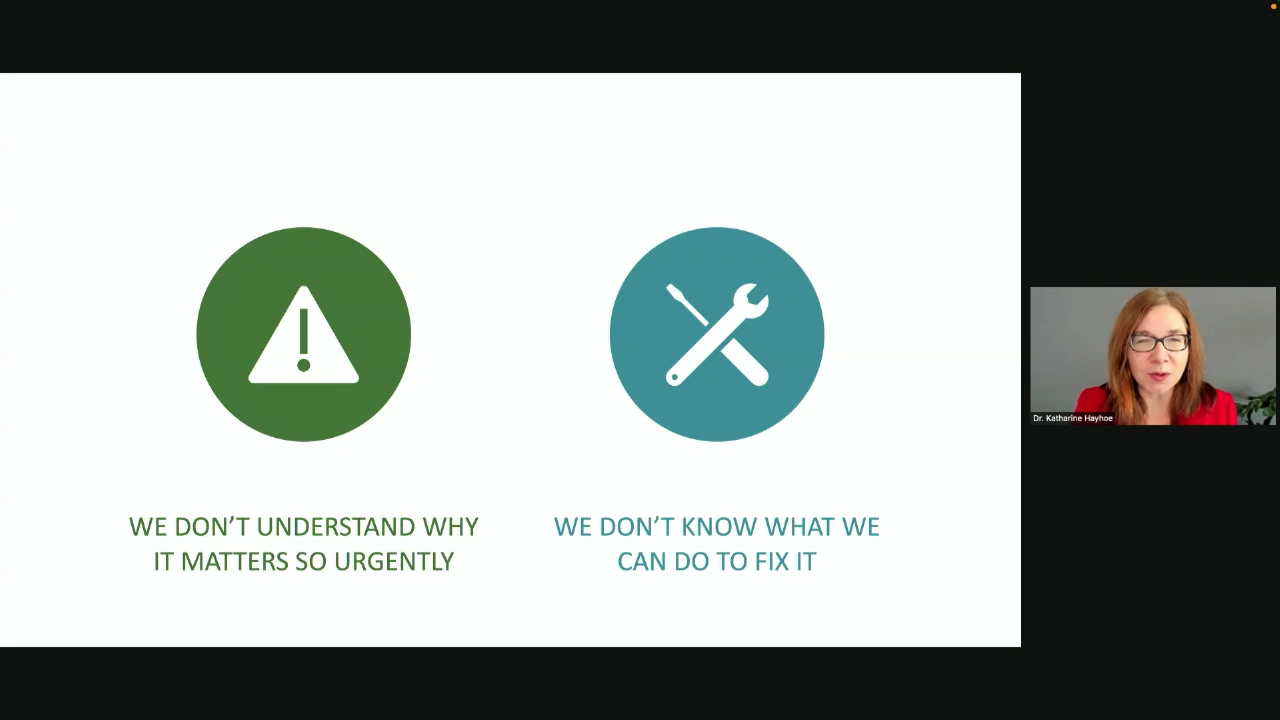 WE DON'T UNDERSTAND WHY
IT MATTERS SO URGENTLY
WE DON'T KNOW WHAT WE
CAN DO TO FIX IT
Dr. Katharine Hayhoe